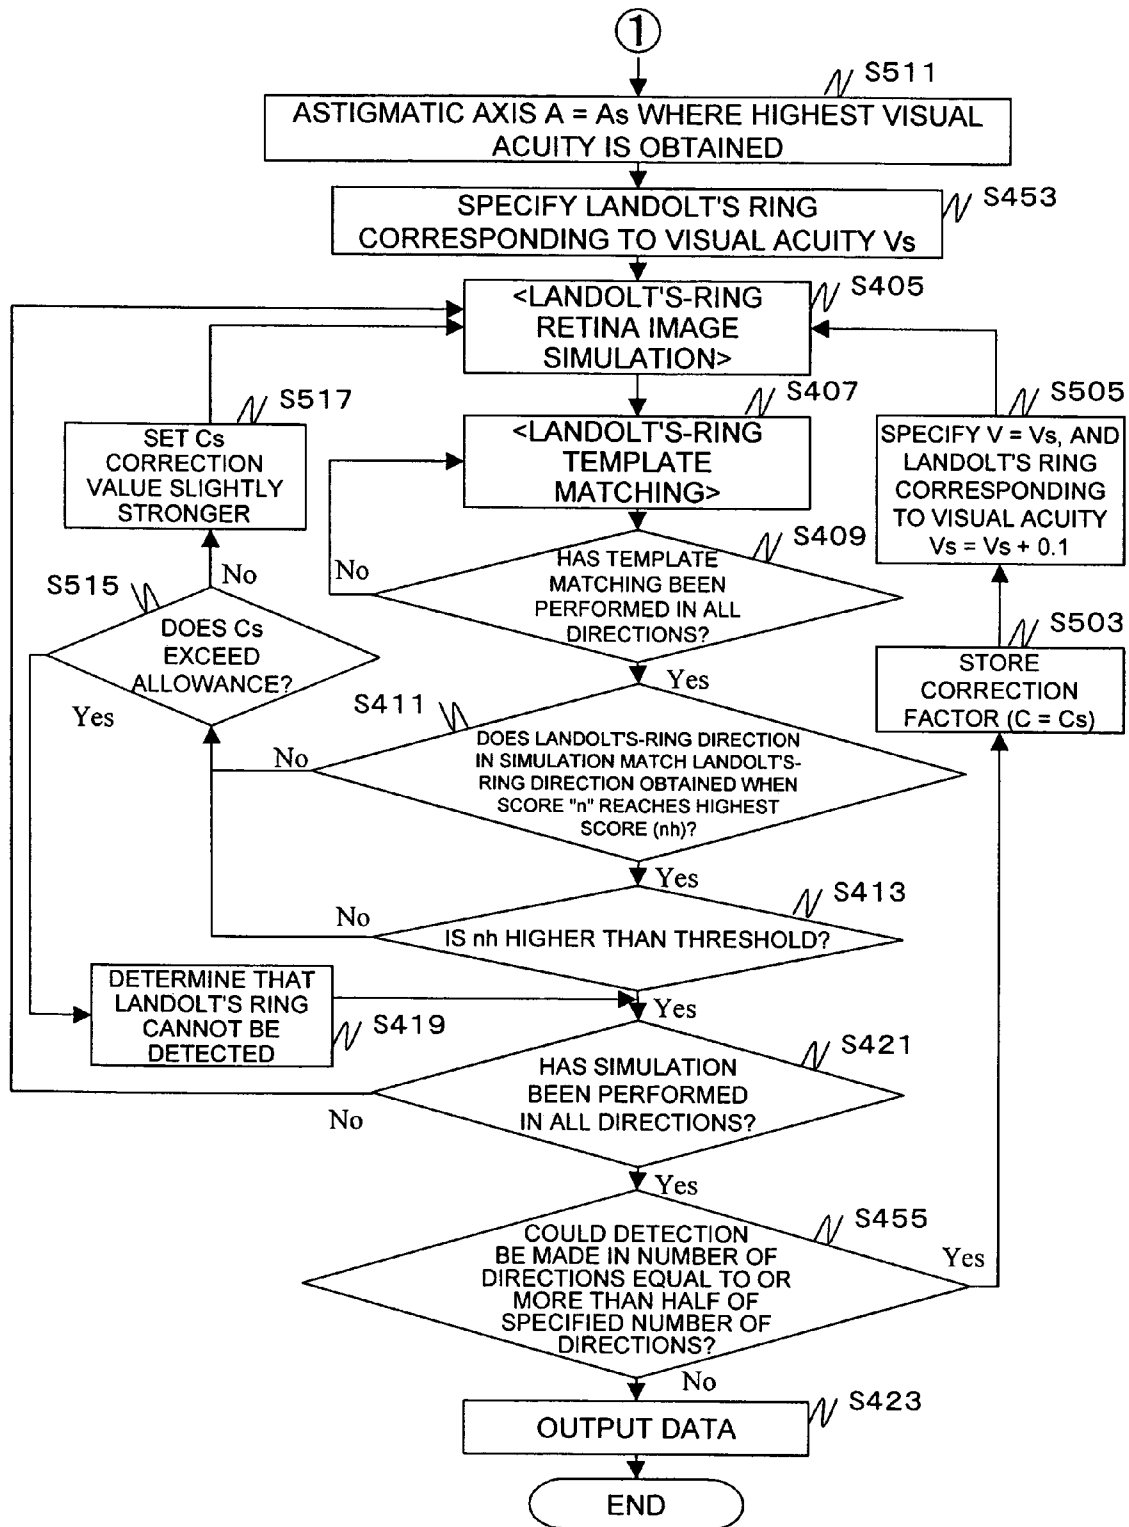 1
S511
ASTIGMATIC AXIS A = As WHERE HIGHEST VISUAL
ACUITY IS OBTAINED
S453
SPECIFY LANDOLT'S RING
CORRESPONDING TO VISUAL ACUITY Vs
S405
<LANDOLT'S-RING
RETINA IMAGE
SIMULATION>
S517
SET Cs
CORRECTION
VALUE SLIGHTLY
STRONGER
S407
<LANDOLT'S-RING
TEMPLATE
MATCHING>
S505
SPECIFY V = Vs, AND
LANDOLT'S RING
CORRESPONDING
TO VISUAL ACUITY
Vs = Vs + 0.1
S409
HAS TEMPLATE
MATCHING BEEN
PERFORMED IN ALL
DIRECTIONS?
No
Yes
S515
No
DOES Cs
EXCEED
ALLOWANCE?
Yes
S503
STORE
CORRECTION
FACTOR (C = Cs)
S411
DOES LANDOLT'S-RING DIRECTION
IN SIMULATION MATCH LANDOLT'S-
RING DIRECTION OBTAINED WHEN
SCORE "n" REACHES HIGHEST
SCORE (nh)?
No
Yes
S413
No
IS nh HIGHER THAN THRESHOLD?
Yes
DETERMINE THAT
LANDOLT'S RING
CANNOT BE
DETECTED
S419
S421
HAS SIMULATION
BEEN PERFORMED
IN ALL DIRECTIONS?
No
Yes
S455
COULD DETECTION
BE MADE IN NUMBER OF
DIRECTIONS EQUAL TO OR
MORE THAN HALF OF
SPECIFIED NUMBER OF
DIRECTIONS?
Yes
No
S423
OUTPUT DATA
END